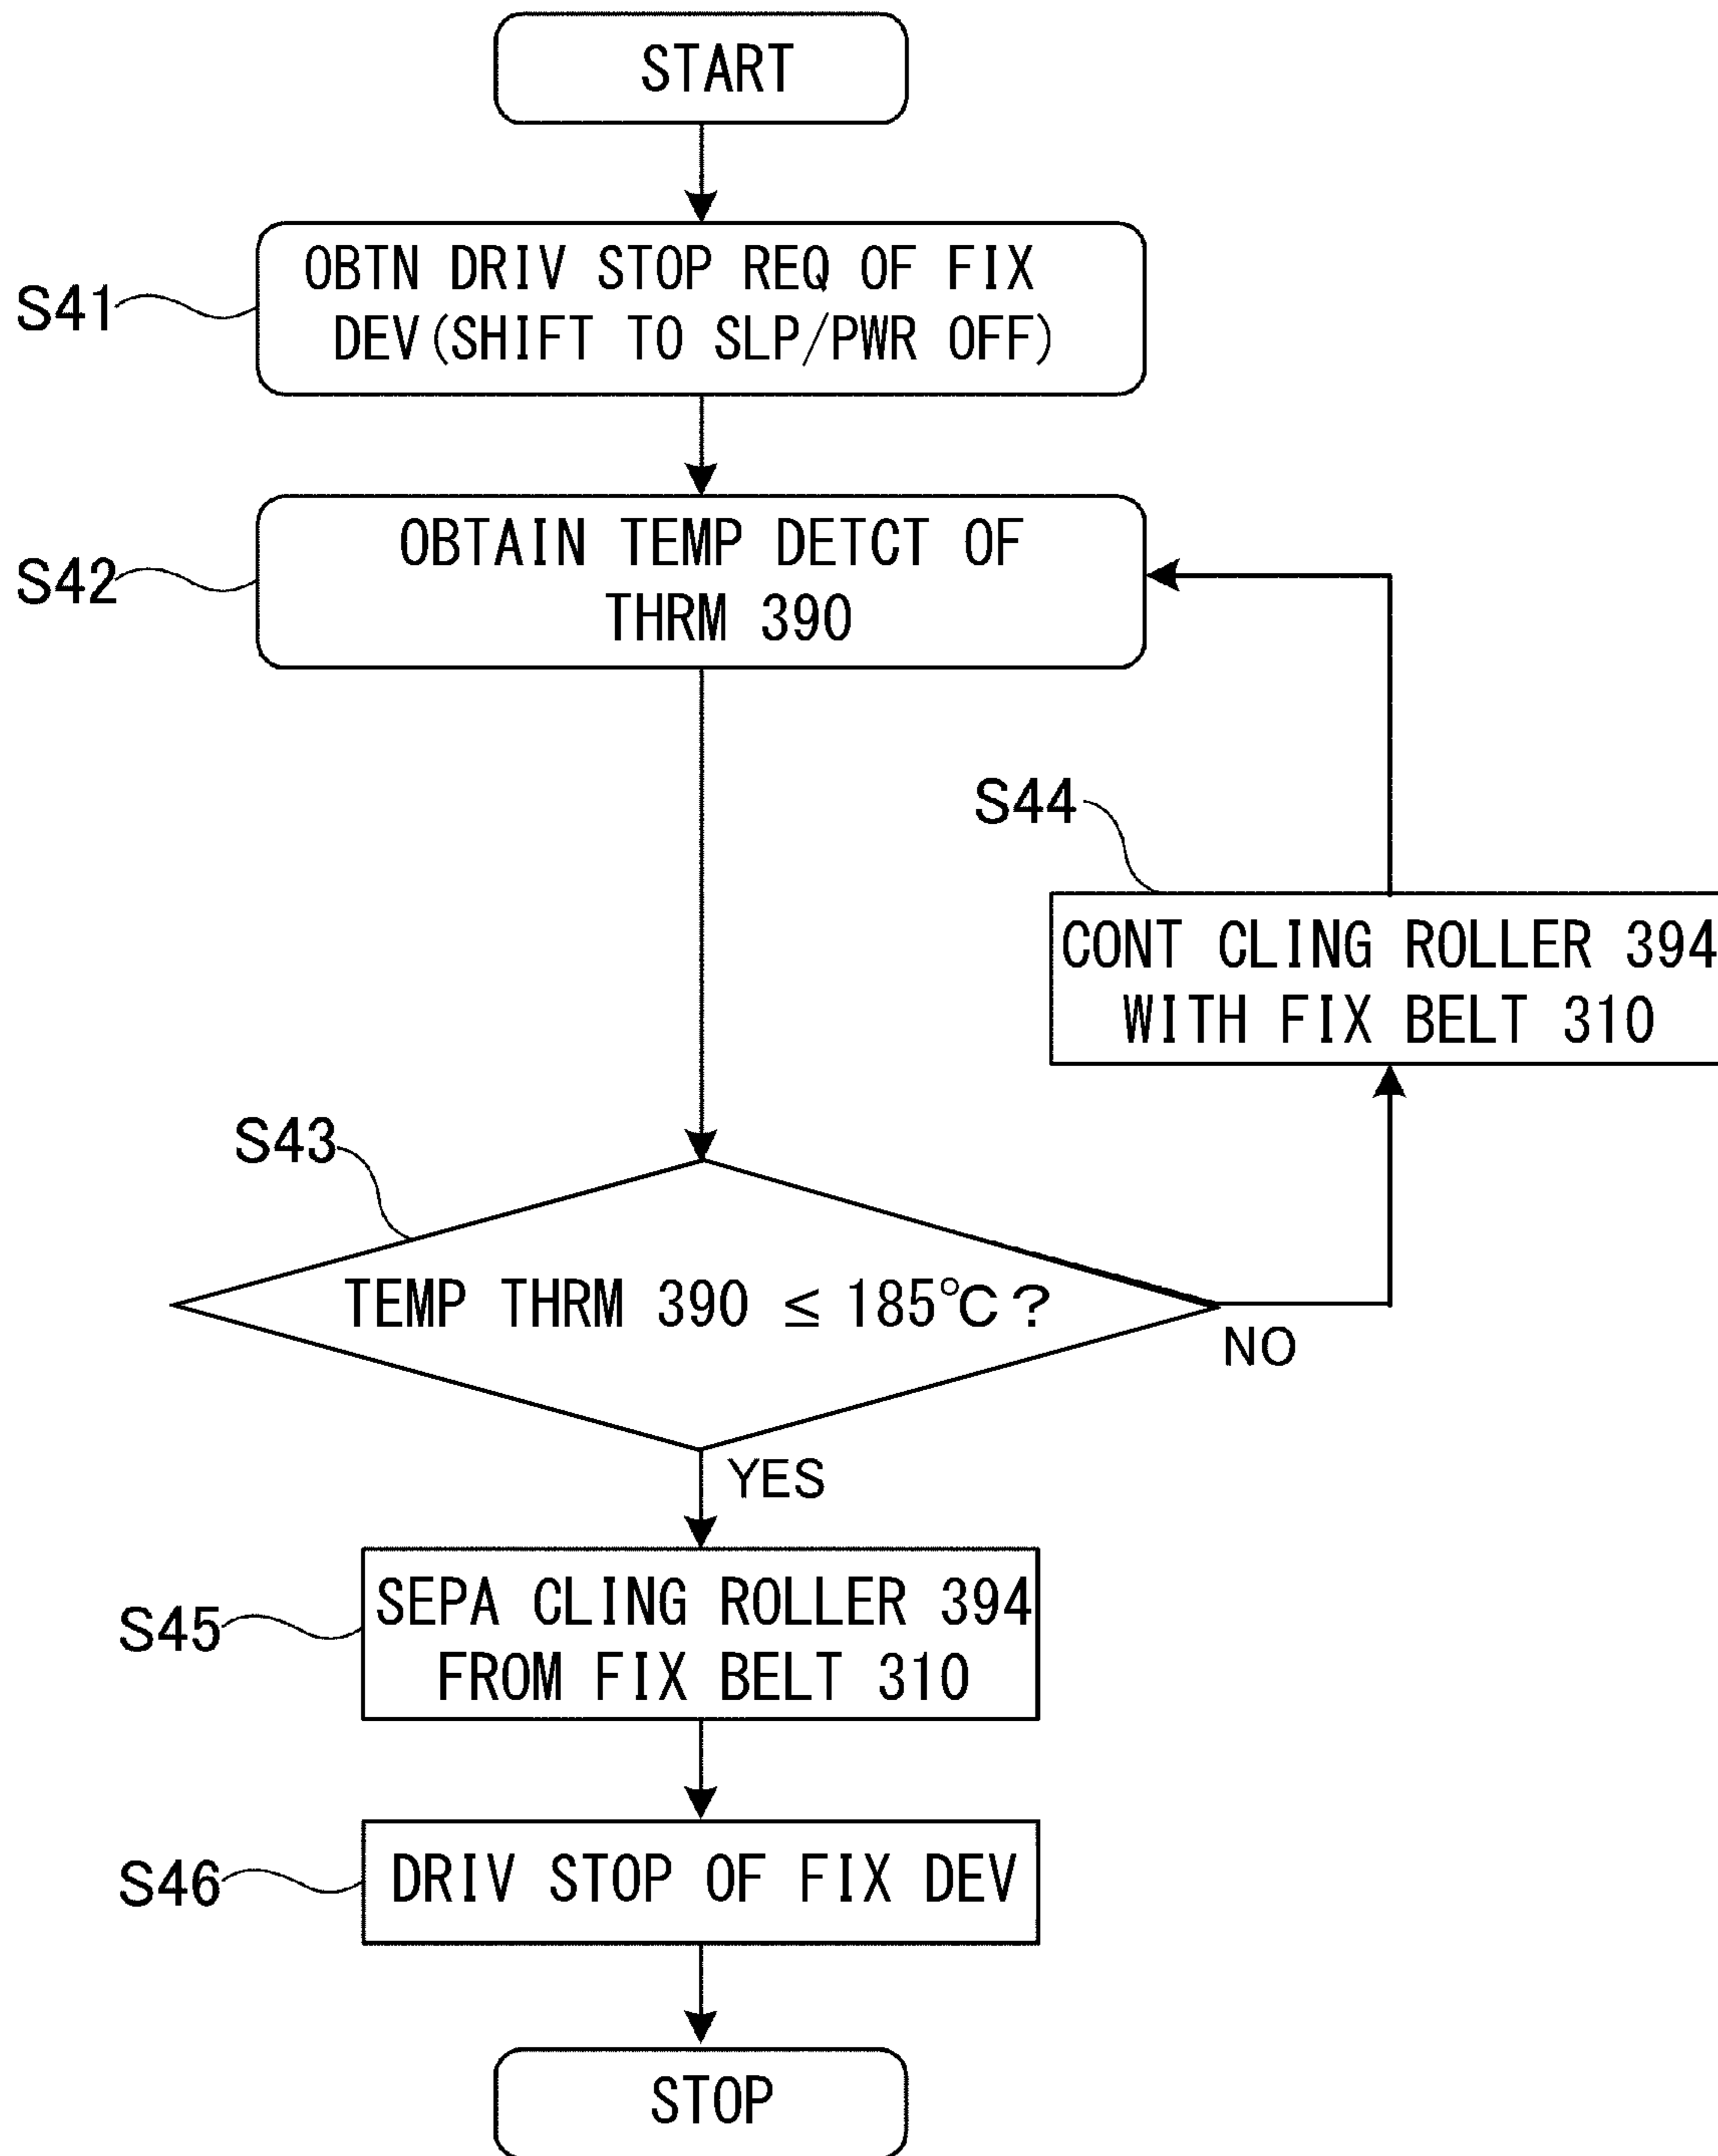 START
S41
OBTN DRIV STOP REQ OF FIX
DEV(SHIFT TO SLP/PWR OFF)
S42
OBTAIN TEMP DETCT OF
THRM 390
S44
CONT CLING ROLLER 394
WITH FIX BELT 310
S43
TEMP THRM 390 ≤ 185℃?
NO
YES
S45
SEPA CLING ROLLER 394
FROM FIX BELT 310
S46
DRIV STOP OF FIX DEV
STOP